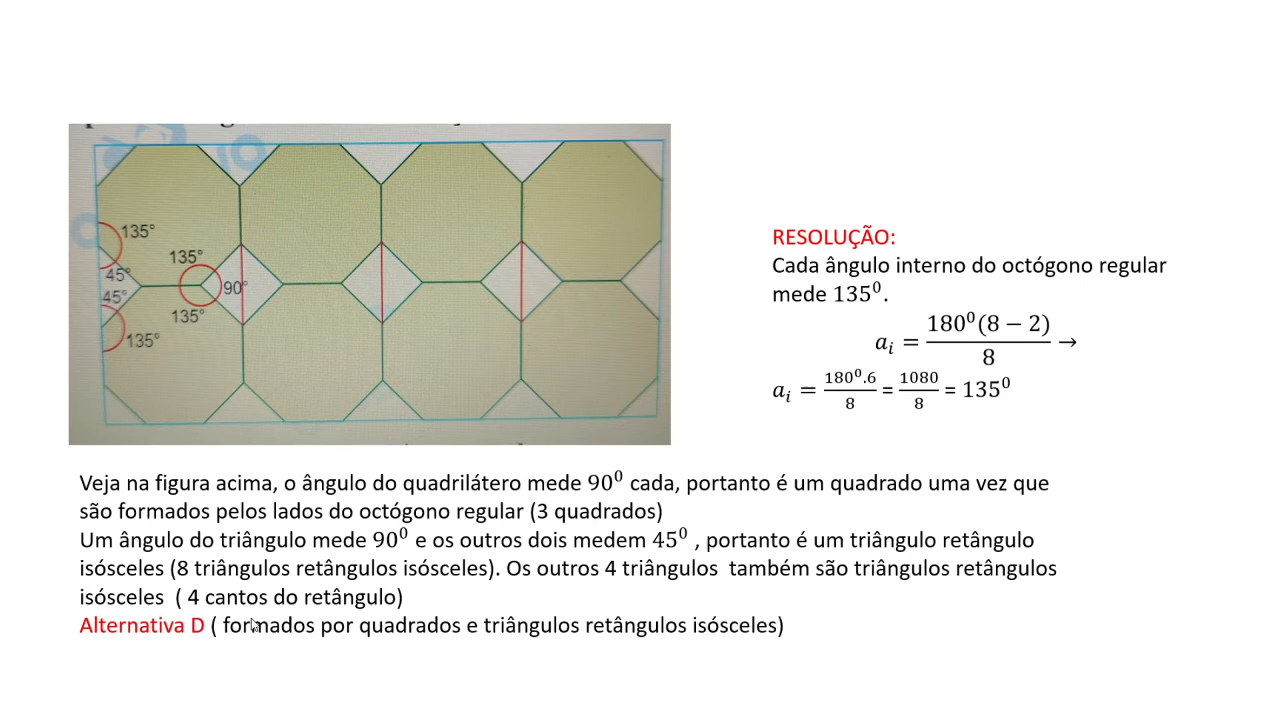 135°
135°
45°
90°
45°
135°
135°
RESOLUÇÃO:
Cada ângulo interno do octógono regular
mede 135⁰.
aᵢ = 180⁰(8 − 2)/8 →
aᵢ = 180⁰.6/8 = 1080/8 = 135⁰
Veja na figura acima, o ângulo do quadrilátero mede 90⁰ cada, portanto é um quadrado uma vez que
são formados pelos lados do octógono regular (3 quadrados)
Um ângulo do triângulo mede 90⁰ e os outros dois medem 45⁰ , portanto é um triângulo retângulo
isósceles (8 triângulos retângulos isósceles). Os outros 4 triângulos também são triângulos retângulos
isósceles ( 4 cantos do retângulo)
Alternativa D ( formados por quadrados e triângulos retângulos isósceles)